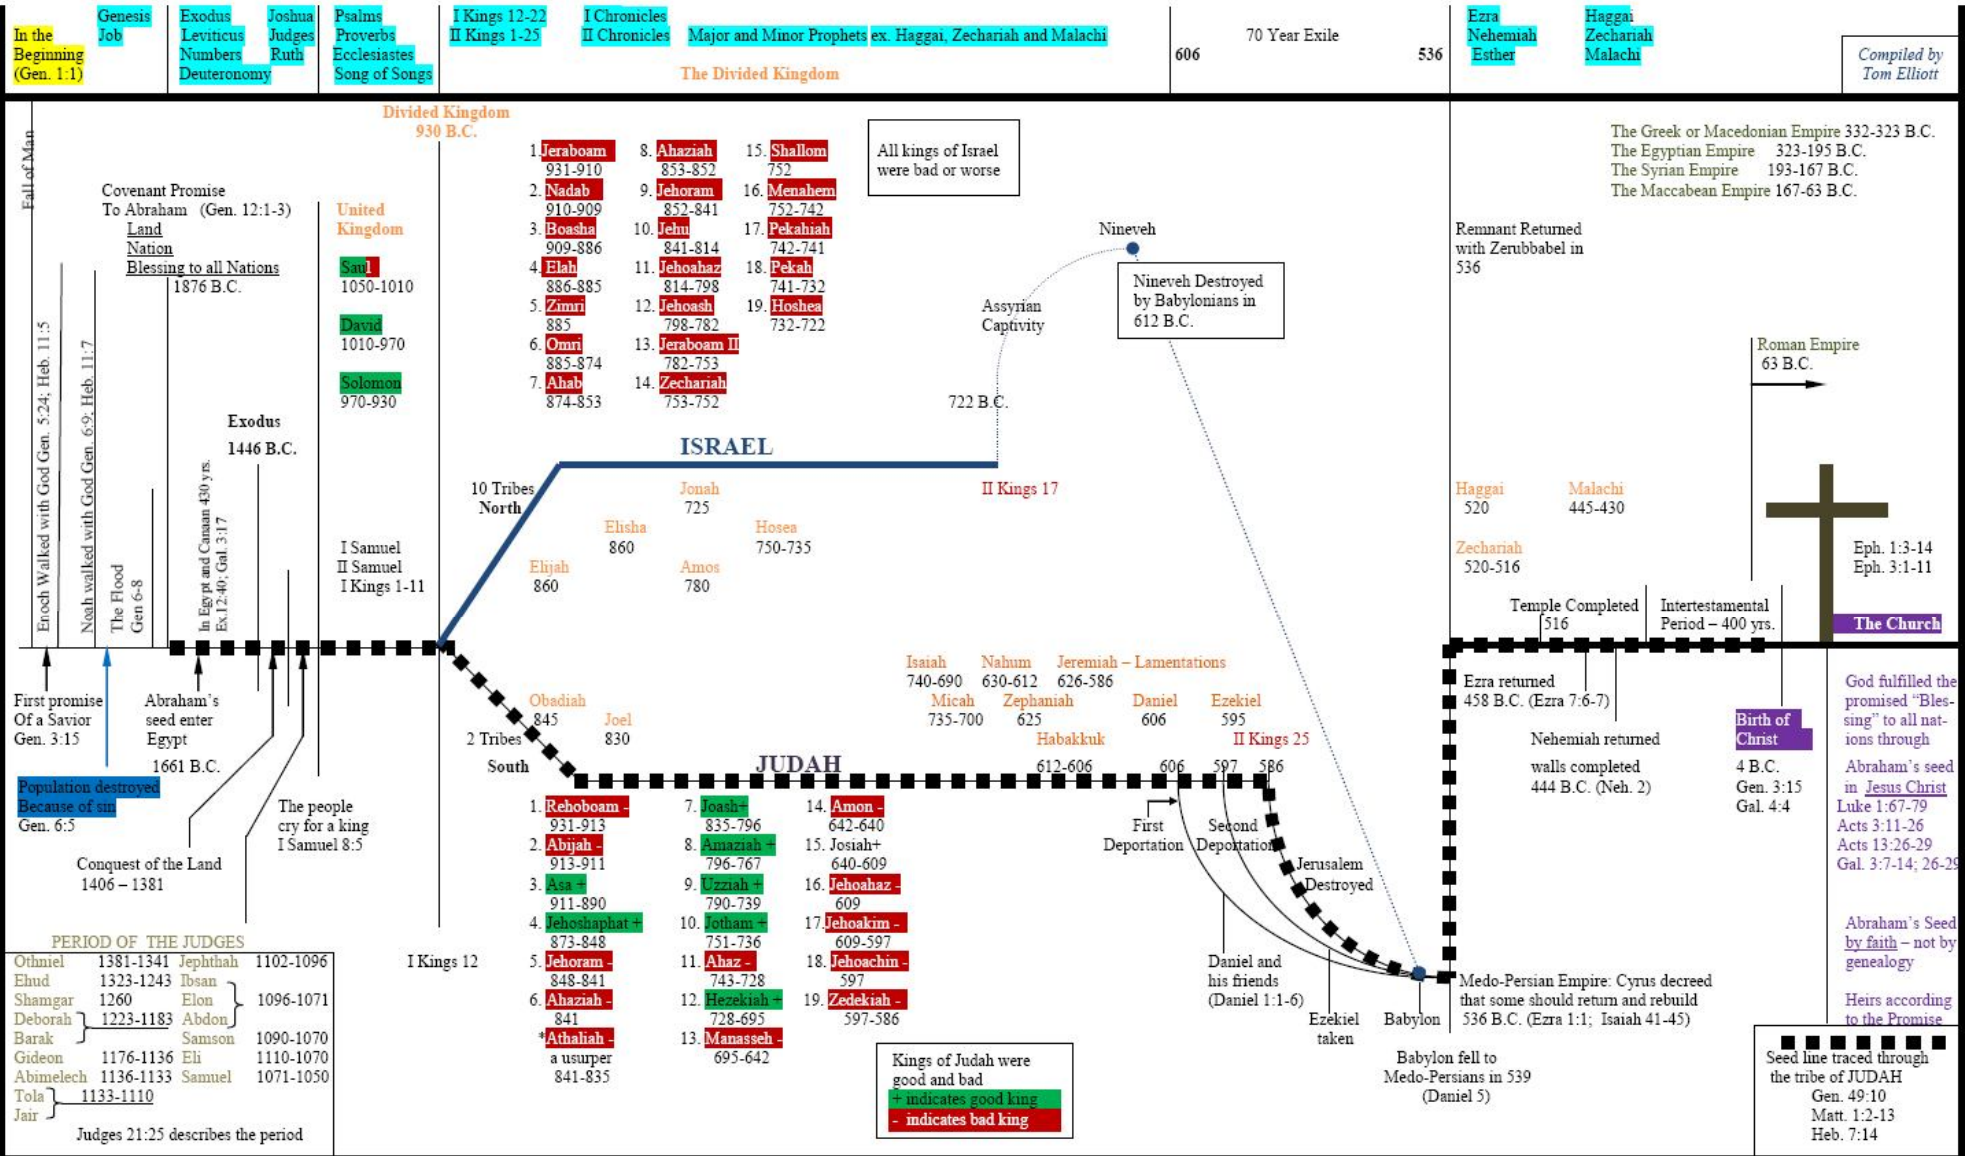 In the
Beginning
(Gen. 1:1)
Genesis
Job
Exodus
Leviticus
Numbers
Deuteronomy
Joshua
Judges
Ruth
Psalms
Proverbs
Ecclesiastes
Song of Songs
I Kings 12-22
II Kings 1-25
I Chronicles
II Chronicles
Major and Minor Prophets ex. Haggai, Zechariah and Malachi
The Divided Kingdom
606
70 Year Exile
536
Ezra
Nehemiah
Esther
Haggai
Zechariah
Malachi
Compiled by
Tom Elliott
Fall of Man
Enoch Walked with God Gen. 5:24; Heb. 11:5
Noah walked with God Gen. 6:9; Heb. 11:7
The Flood
Gen 6-8
Covenant Promise
To Abraham (Gen. 12:1-3)
Land
Nation
Blessing to all Nations
1876 B.C.
In Egypt and Canaan 430 yrs.
Ex.12:40; Gal. 3:17
Exodus
1446 B.C.
Divided Kingdom
930 B.C.
United
Kingdom
Saul
1050-1010
David
1010-970
Solomon
970-930
I Samuel
II Samuel
I Kings 1-11
1. Jeraboam
931-910
2. Nadab
910-909
3. Boasha
909-886
4. Elah
886-885
5. Zimri
885
6. Omri
885-874
7. Ahab
874-853
8. Ahaziah
853-852
9. Jehoram
852-841
10. Jehu
841-814
11. Jehoahaz
814-798
12. Jehoash
798-782
13. Jeraboam II
782-753
14. Zechariah
753-752
15. Shallom
752
16. Menahem
752-742
17. Pekahiah
742-741
18. Pekah
741-732
19. Hoshea
732-722
All kings of Israel
were bad or worse
Nineveh
Nineveh Destroyed
by Babylonians in
612 B.C.
Assyrian
Captivity
722 B.C.
ISRAEL
10 Tribes
North
II Kings 17
Jonah
725
Elisha
860
Hosea
750-735
Elijah
860
Amos
780
The Greek or Macedonian Empire 332-323 B.C.
The Egyptian Empire 323-195 B.C.
The Syrian Empire 193-167 B.C.
The Maccabean Empire 167-63 B.C.
Remnant Returned
with Zerubbabel in
536
Roman Empire
63 B.C.
Haggai
520
Malachi
445-430
Zechariah
520-516
Temple Completed
516
Intertestamental
Period – 400 yrs.
Eph. 1:3-14
Eph. 3:1-11
The Church
First promise
Of a Savior
Gen. 3:15
Population destroyed
Because of sin
Gen. 6:5
Abraham's
seed enter
Egypt
1661 B.C.
Conquest of the Land
1406 – 1381
The people
cry for a king
I Samuel 8:5
Isaiah
740-690
Nahum
630-612
Jeremiah – Lamentations
626-586
Micah
735-700
Zephaniah
625
Daniel
606
Ezekiel
595
Habakkuk
612-606
II Kings 25
Obadiah
845
Joel
830
2 Tribes
South
JUDAH
606
597
586
1. Rehoboam -
931-913
2. Abijah -
913-911
3. Asa +
911-890
4. Jehoshaphat +
873-848
5. Jehoram -
848-841
6. Ahaziah -
841
*Athaliah -
a usurper
841-835
7. Joash+
835-796
8. Amaziah +
796-767
9. Uzziah +
790-739
10. Jotham +
751-736
11. Ahaz -
743-728
12. Hezekiah +
728-695
13. Manasseh -
695-642
14. Amon -
642-640
15. Josiah+
640-609
16. Jehoahaz -
609
17. Jehoakim -
609-597
18. Jehoachin -
597
19. Zedekiah -
597-586
I Kings 12
Kings of Judah were
good and bad
+ indicates good king
- indicates bad king
First
Deportation
Second
Deportation
Jerusalem
Destroyed
Daniel and
his friends
(Daniel 1:1-6)
Ezekiel
taken
Babylon
Babylon fell to
Medo-Persians in 539
(Daniel 5)
Medo-Persian Empire: Cyrus decreed
that some should return and rebuild
536 B.C. (Ezra 1:1; Isaiah 41-45)
Ezra returned
458 B.C. (Ezra 7:6-7)
Nehemiah returned
walls completed
444 B.C. (Neh. 2)
Birth of
Christ
4 B.C.
Gen. 3:15
Gal. 4:4
God fulfilled the
promised “Bles-
sing” to all nat-
ions through
Abraham's seed
in Jesus Christ
Luke 1:67-79
Acts 3:11-26
Acts 13:26-29
Gal. 3:7-14; 26-29
Abraham's Seed
by faith – not by
genealogy
Heirs according
to the Promise
Seed line traced through
the tribe of JUDAH
Gen. 49:10
Matt. 1:2-13
Heb. 7:14
PERIOD OF THE JUDGES
Othniel 1381-1341 Jephthah 1102-1096
Ehud 1323-1243 Ibsan
Shamgar 1260 Elon 1096-1071
Deborah 1223-1183 Abdon
Barak Samson 1090-1070
Gideon 1176-1136 Eli 1110-1070
Abimelech 1136-1133 Samuel 1071-1050
Tola 1133-1110
Jair
Judges 21:25 describes the period